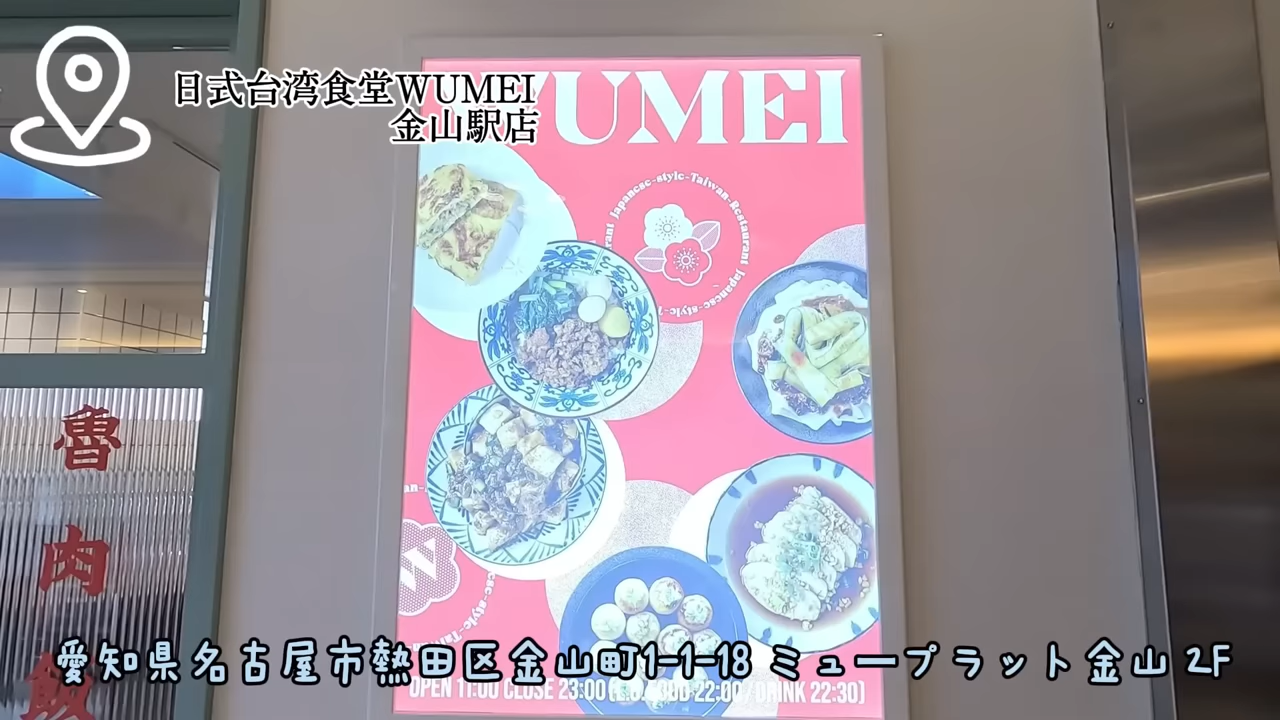 日式台湾食堂WUMEI
金山駅店
WUMEI
Japanese-style-Taiwan-Restaurant
魯
肉
飯
W
愛知県名古屋市熱田区金山町1-1-18 ミュープラット金山 2F
OPEN 11:00 CLOSE 23:00 (L.O. FOOD 22:00/DRINK 22:30)